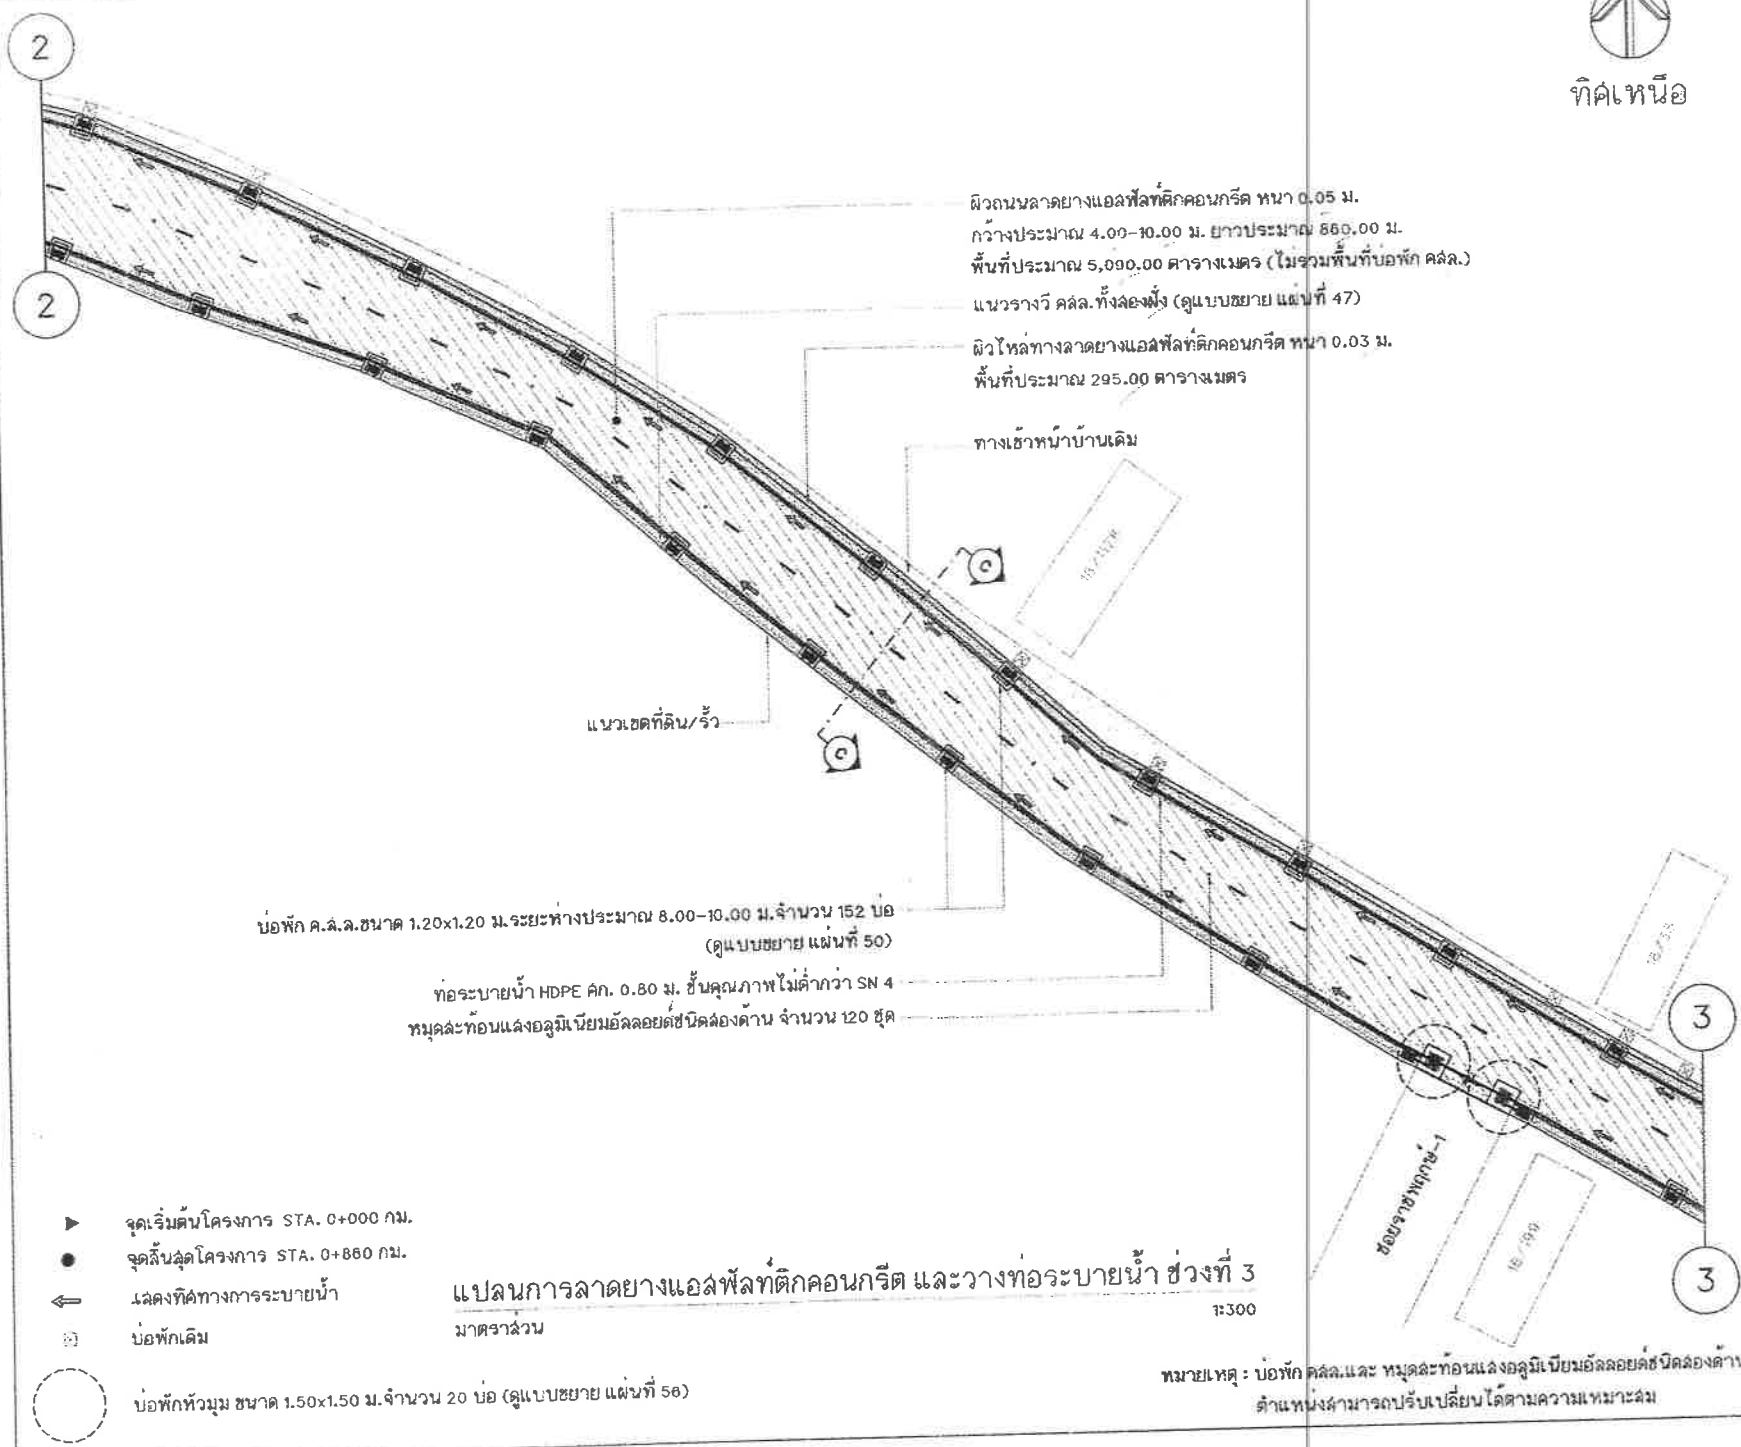 2
ทิศเหนือ
ผิวถนนลาดยางแอสฟัลท์ติกคอนกรีต หนา 0.05 ม.
กว้างประมาณ 4.00-10.00 ม. ยาวประมาณ 860.00 ม.
พื้นที่ประมาณ 5,090.00 ตารางเมตร (ไม่รวมพื้นที่บ่อพัก คสล.)
แนวรางวี คสล.ทั้งสองฝั่ง (ดูแบบขยาย แผ่นที่ 47)
2
ผิวไหล่ทางลาดยางแอสฟัลท์ติกคอนกรีต หนา 0.03 ม.
พื้นที่ประมาณ 295.00 ตารางเมตร
ทางเข้าหน้าบ้านเดิม
C
แนวเขตที่ดิน/รั้ว
C
บ่อพัก ค.ส.ล.ขนาด 1.20x1.20 ม.ระยะห่างประมาณ 8.00-10.00 ม.จำนวน 152 บ่อ
(ดูแบบขยาย แผ่นที่ 50)
ท่อระบายน้ำ HDPE ศก. 0.80 ม. ชั้นคุณภาพไม่ต่ำกว่า SN 4
หมุดสะท้อนแสงอลูมิเนียมอัลลอยด์ชนิดสองด้าน จำนวน 120 ชุด
3
ซอยราชพฤกษ์-1
3
จุดเริ่มต้นโครงการ STA. 0+000 กม.
จุดสิ้นสุดโครงการ STA. 0+860 กม.
แสดงทิศทางการระบายน้ำ
บ่อพักเดิม
แปลนการลาดยางแอสฟัลท์ติกคอนกรีต และวางท่อระบายน้ำ ช่วงที่ 3
มาตราส่วน 1:300
บ่อพักหัวมุม ขนาด 1.50x1.50 ม.จำนวน 20 บ่อ (ดูแบบขยาย แผ่นที่ 56)
หมายเหตุ : บ่อพัก คสล.และ หมุดสะท้อนแสงอลูมิเนียมอัลลอยด์ชนิดสองด้าน
ตำแหน่งสามารถปรับเปลี่ยนได้ตามความเหมาะสม